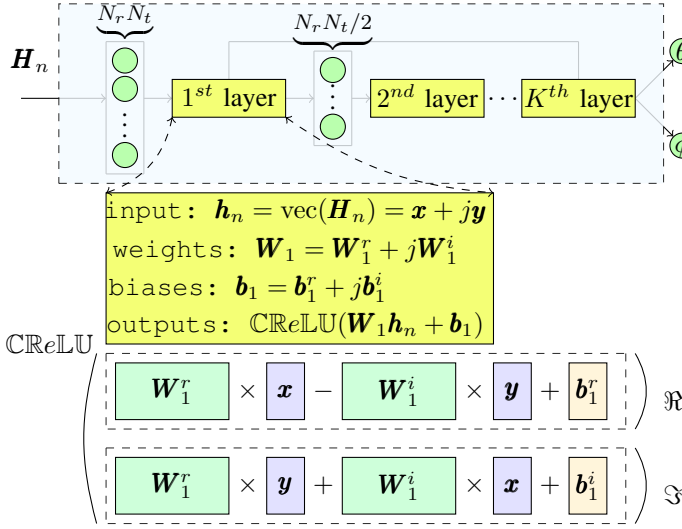 N_r N_t
N_r N_t/2
H_n
1^{st} layer
2^{nd} layer
...
K^{th} layer
input: h_n = vec(H_n) = x + jy
weights: W_1 = W_1^r + jW_1^i
biases: b_1 = b_1^r + jb_1^i
outputs: ℂℝeLU(W_1 h_n + b_1)
ℂℝeLU
W_1^r × x − W_1^i × y + b_1^r
ℜ
W_1^r × y + W_1^i × x + b_1^i
ℑ